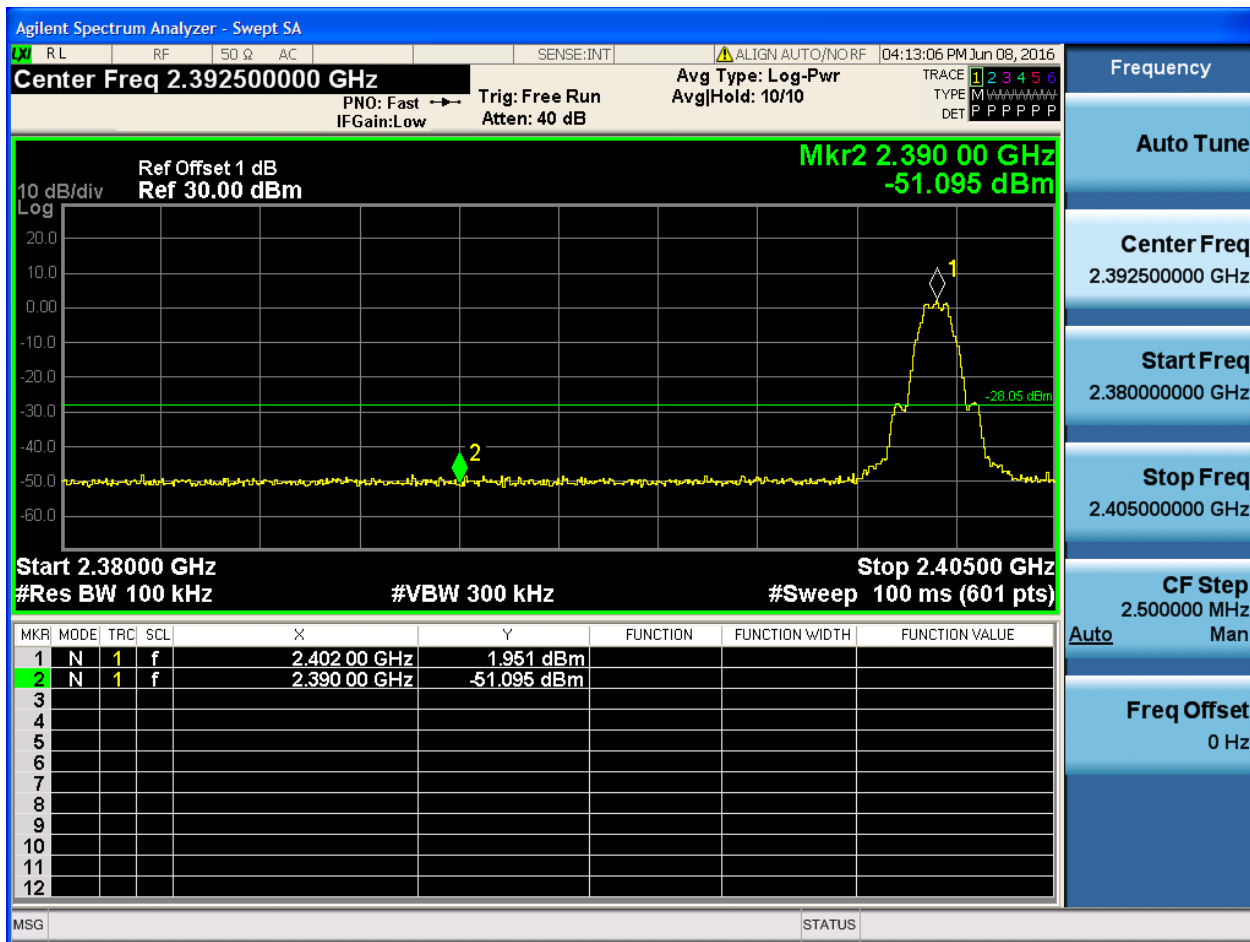 Agilent Spectrum Analyzer - Swept SA
LXI RL RF 50 Ω AC SENSE:INT ALIGN AUTO/NO RF 04:13:06 PM Jun 08, 2016
Center Freq 2.392500000 GHz
PNO: Fast
IFGain:Low
Trig: Free Run
Atten: 40 dB
Avg Type: Log-Pwr
Avg|Hold: 10/10
TRACE 1 2 3 4 5 6
TYPE M
DET P P P P P P
Ref Offset 1 dB
10 dB/div Ref 30.00 dBm
Log
Mkr2 2.390 00 GHz
-51.095 dBm
20.0
10.0
0.00
-10.0
-20.0
-30.0
-40.0
-50.0
-60.0
1
-28.05 dBm
2
Start 2.38000 GHz Stop 2.40500 GHz
#Res BW 100 kHz #VBW 300 kHz #Sweep 100 ms (601 pts)
MKR MODE TRC SCL X Y FUNCTION FUNCTION WIDTH FUNCTION VALUE
1 N 1 f 2.402 00 GHz 1.951 dBm
2 N 1 f 2.390 00 GHz -51.095 dBm
3
4
5
6
7
8
9
10
11
12
MSG STATUS
Frequency
Auto Tune
Center Freq
2.392500000 GHz
Start Freq
2.380000000 GHz
Stop Freq
2.405000000 GHz
CF Step
2.500000 MHz
Auto Man
Freq Offset
0 Hz